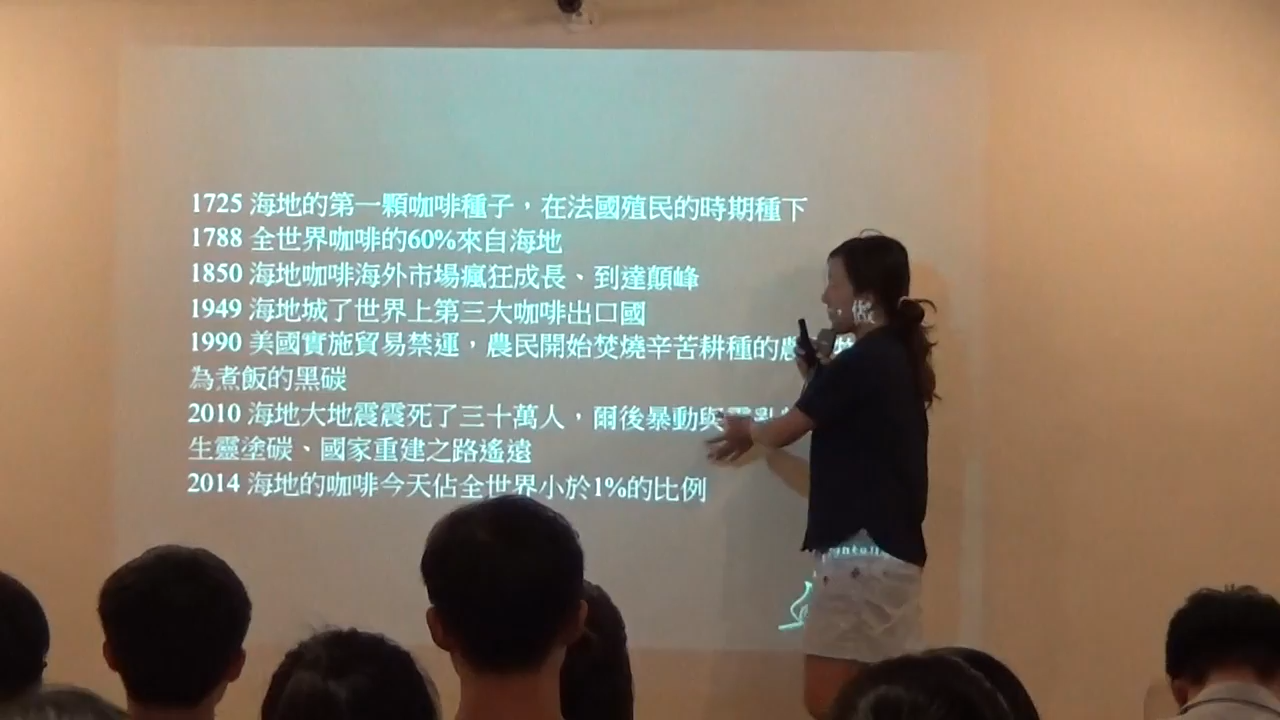 1725 海地的第一顆咖啡種子，在法國殖民的時期種下
1788 全世界咖啡的60%來自海地
1850 海地咖啡海外市場瘋狂成長、到達顛峰
1949 海地城了世界上第三大咖啡出口國
1990 美國實施貿易禁運，農民開始焚燒辛苦耕種的農 做
為煮飯的黑碳
2010 海地大地震震死了三十萬人，爾後暴動與
生靈塗碳、國家重建之路遙遠
2014 海地的咖啡今天佔全世界小於1%的比例